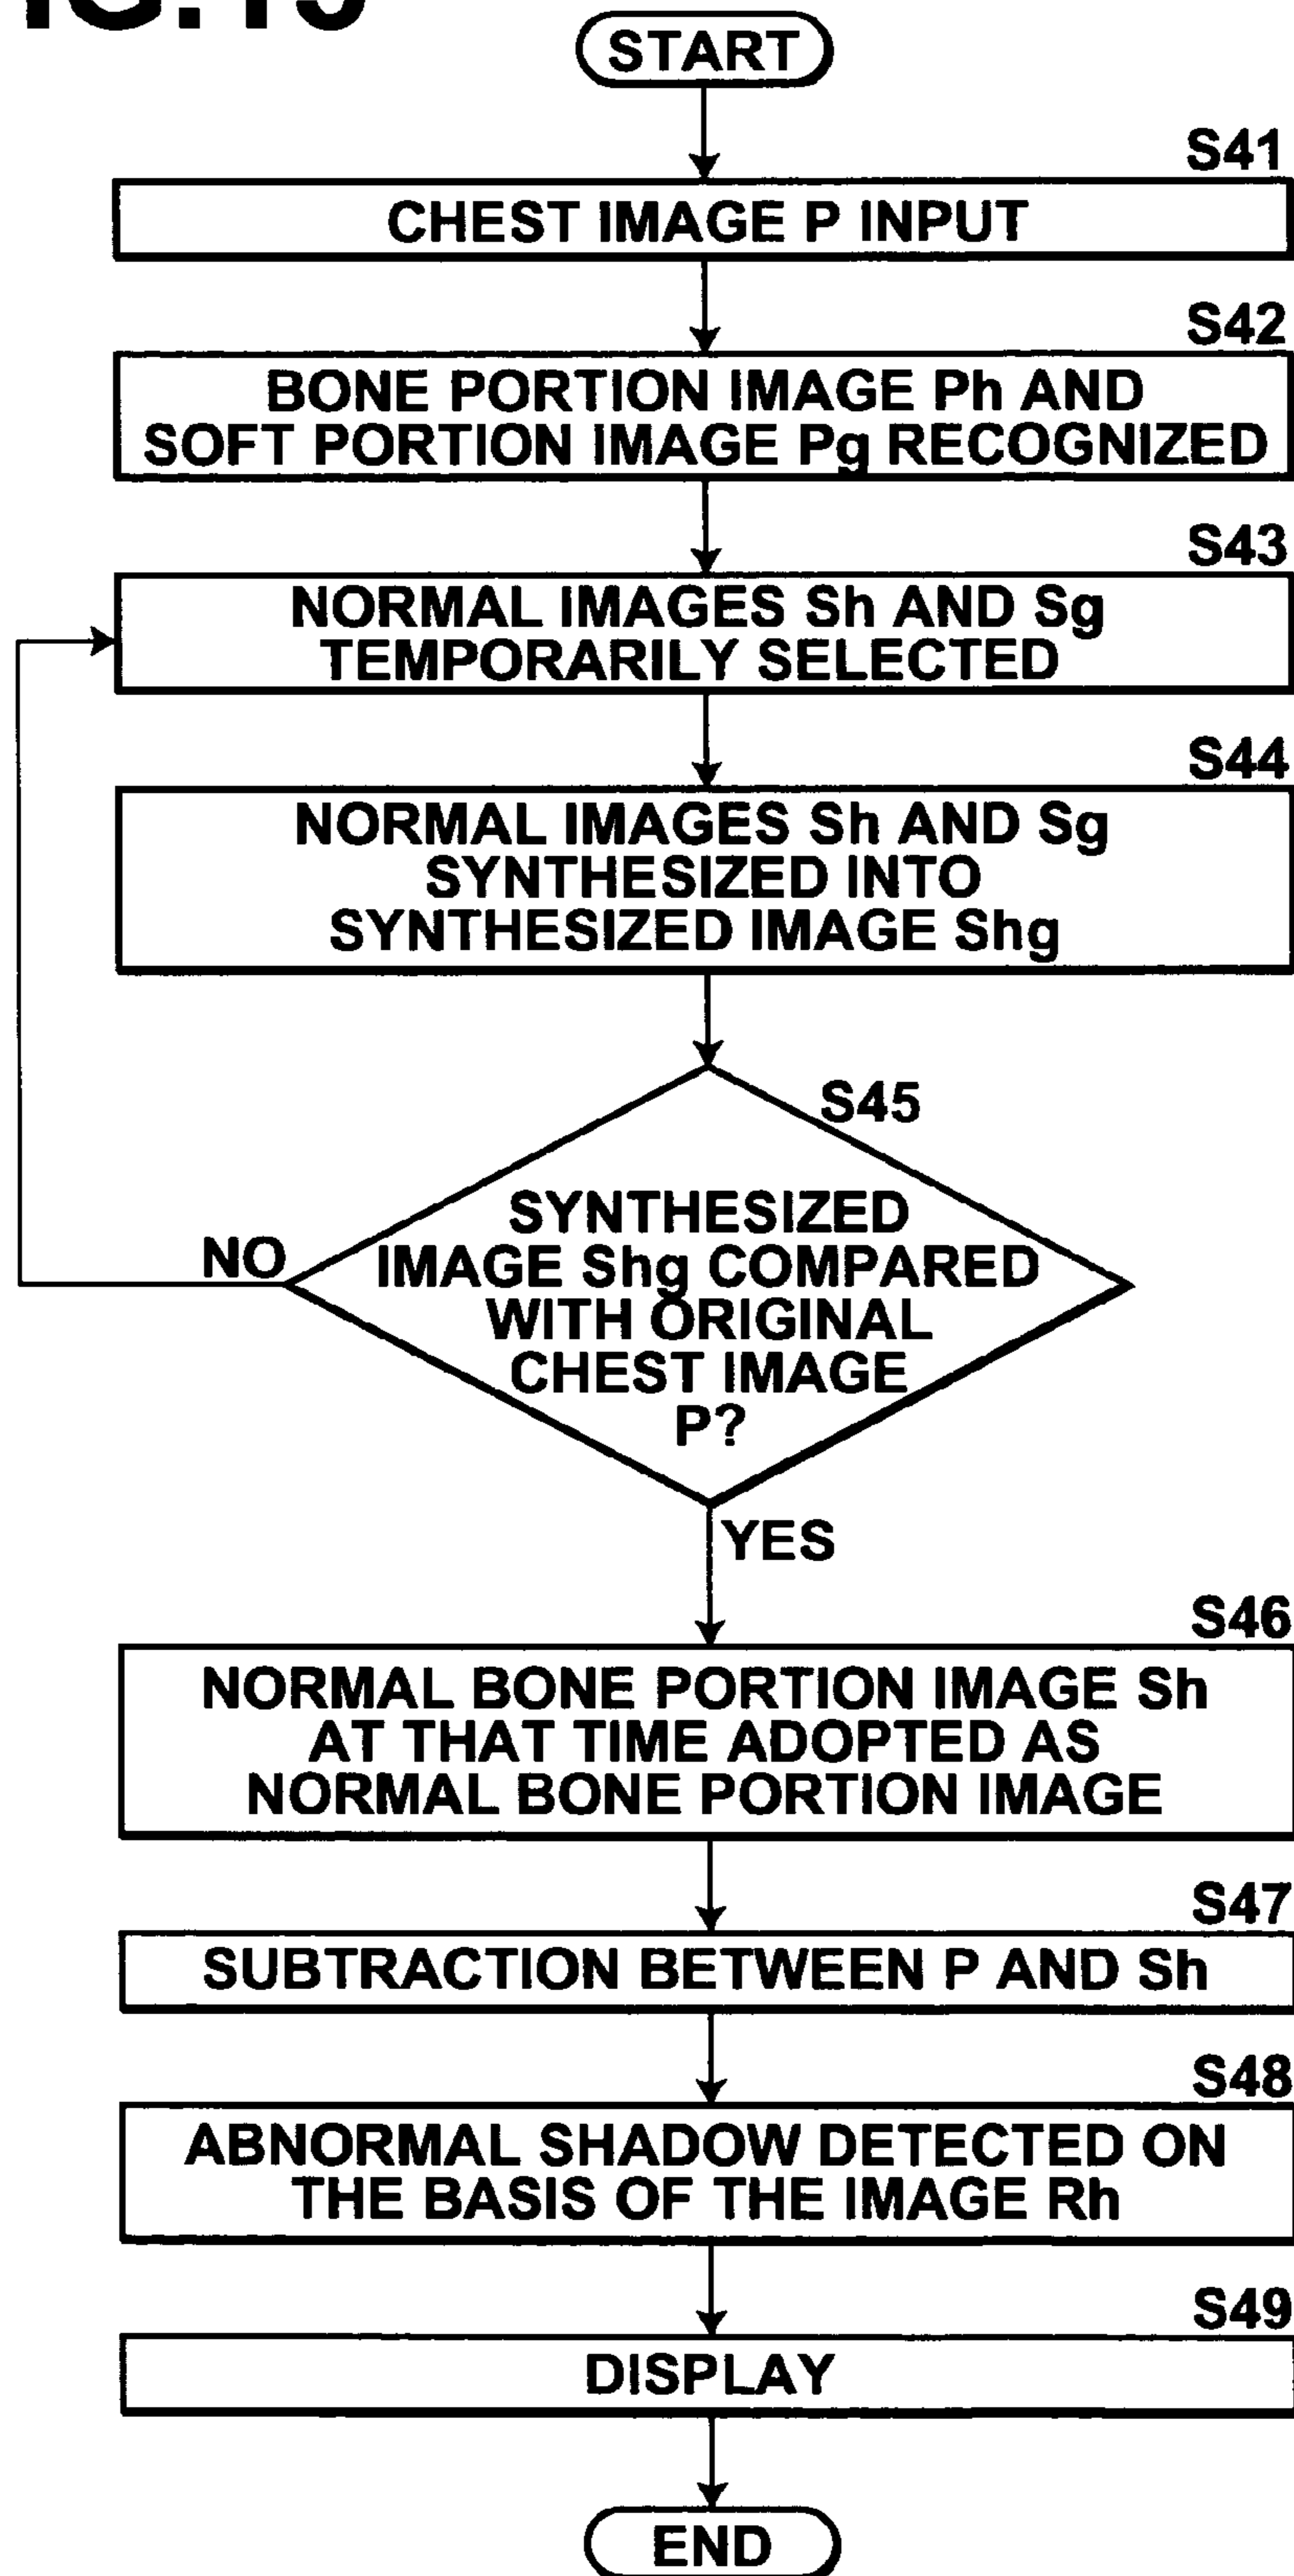 START
S41
CHEST IMAGE P INPUT
S42
BONE PORTION IMAGE Ph AND
SOFT PORTION IMAGE Pg RECOGNIZED
S43
NORMAL IMAGES Sh AND Sg
TEMPORARILY SELECTED
S44
NORMAL IMAGES Sh AND Sg
SYNTHESIZED INTO
SYNTHESIZED IMAGE Shg
S45
SYNTHESIZED
IMAGE Shg COMPARED
WITH ORIGINAL
CHEST IMAGE
P?
NO
YES
S46
NORMAL BONE PORTION IMAGE Sh
AT THAT TIME ADOPTED AS
NORMAL BONE PORTION IMAGE
S47
SUBTRACTION BETWEEN P AND Sh
S48
ABNORMAL SHADOW DETECTED ON
THE BASIS OF THE IMAGE Rh
S49
DISPLAY
END